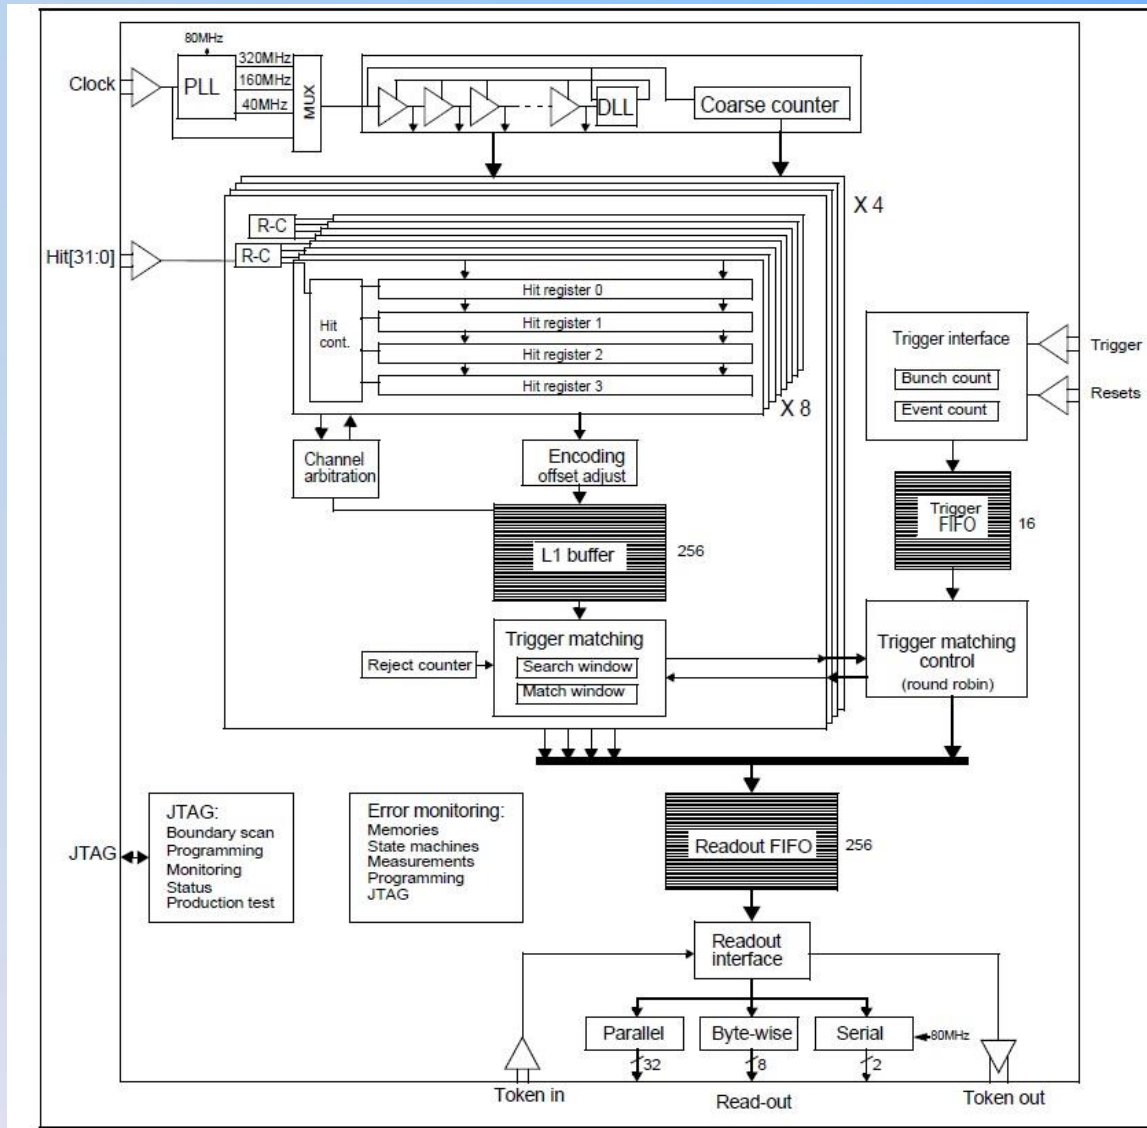 80MHz
Clock
PLL
320MHz
160MHz
40MHz
MUX
DLL
Coarse counter
X 4
R-C
Hit[31:0]
R-C
Hit cont.
Hit register 0
Hit register 1
Hit register 2
Hit register 3
X 8
Trigger interface
Bunch count
Event count
Trigger
Resets
Channel
arbitration
Encoding
offset adjust
Trigger
FIFO
16
L1 buffer
256
Trigger matching
Search window
Match window
Reject counter
Trigger matching
control
(round robin)
JTAG
JTAG:
Boundary scan
Programming
Monitoring
Status
Production test
Error monitoring:
Memories
State machines
Measurements
Programming
JTAG
Readout FIFO
256
Readout
interface
Parallel
Byte-wise
Serial
80MHz
32
8
2
Token in
Read-out
Token out